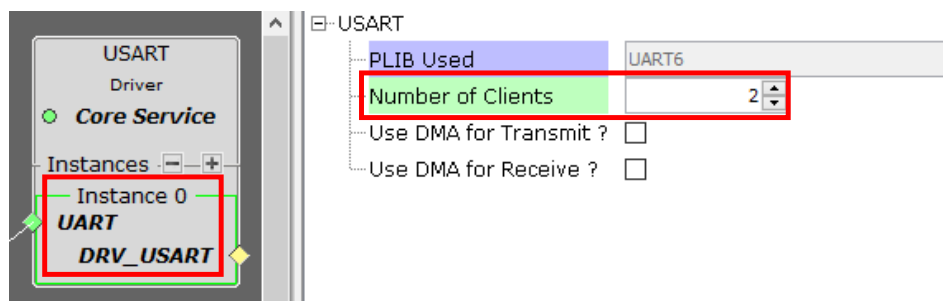 USART
Driver
Core Service
Instances
Instance 0
UART
DRV_USART
USART
PLIB Used UART6
Number of Clients 2
Use DMA for Transmit ?
Use DMA for Receive ?